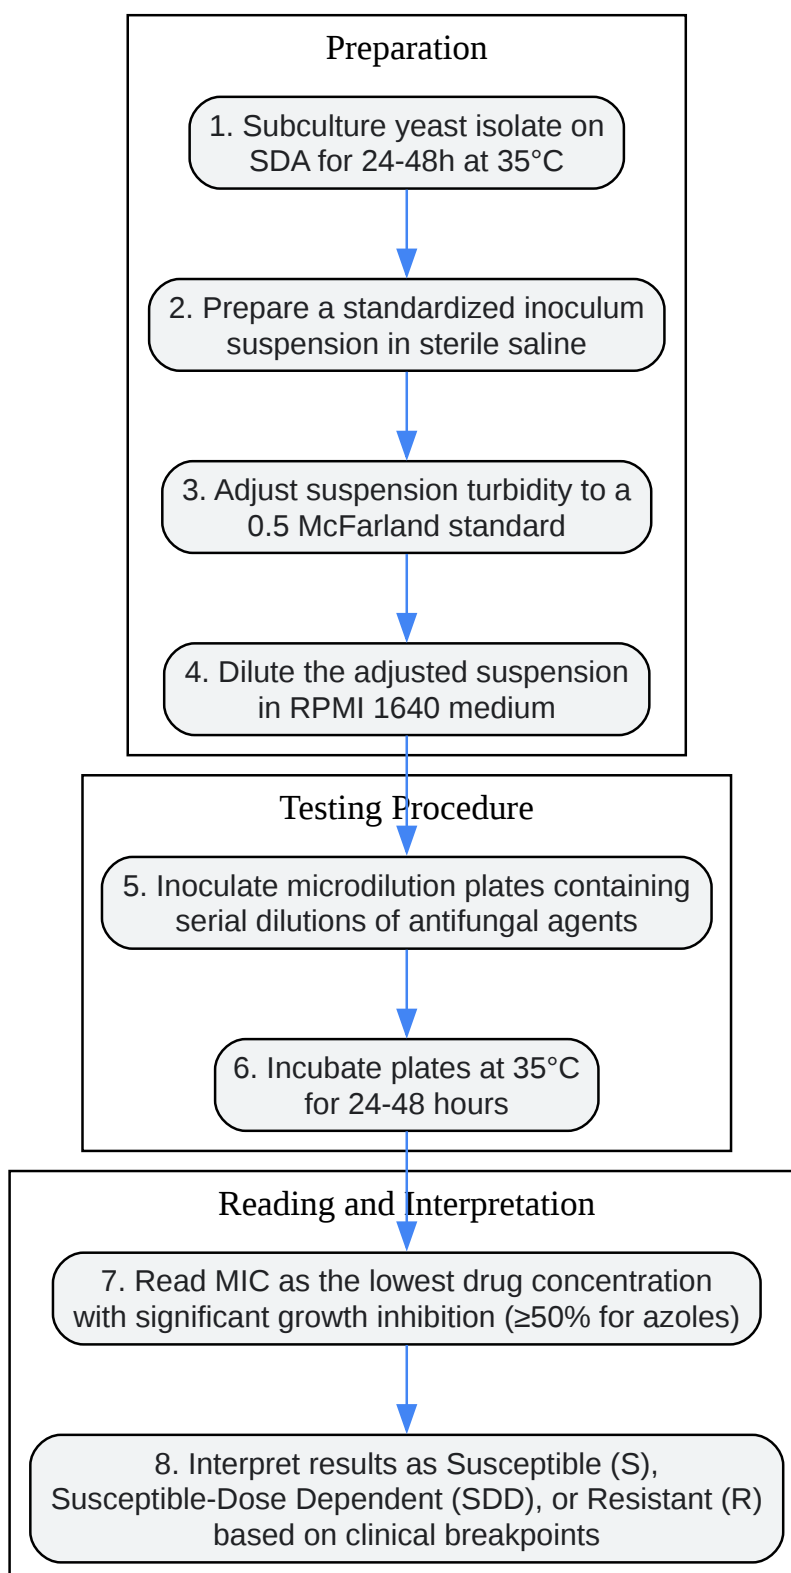 Preparation
1. Subculture yeast isolate on
SDA for 24-48h at 35°C
2. Prepare a standardized inoculum
suspension in sterile saline
3. Adjust suspension turbidity to a
0.5 McFarland standard
4. Dilute the adjusted suspension
in RPMI 1640 medium
Testing Procedure
5. Inoculate microdilution plates containing
serial dilutions of antifungal agents
6. Incubate plates at 35°C
for 24-48 hours
Reading and Interpretation
7. Read MIC as the lowest drug concentration
with significant growth inhibition (≥50% for azoles)
8. Interpret results as Susceptible (S),
Susceptible-Dose Dependent (SDD), or Resistant (R)
based on clinical breakpoints